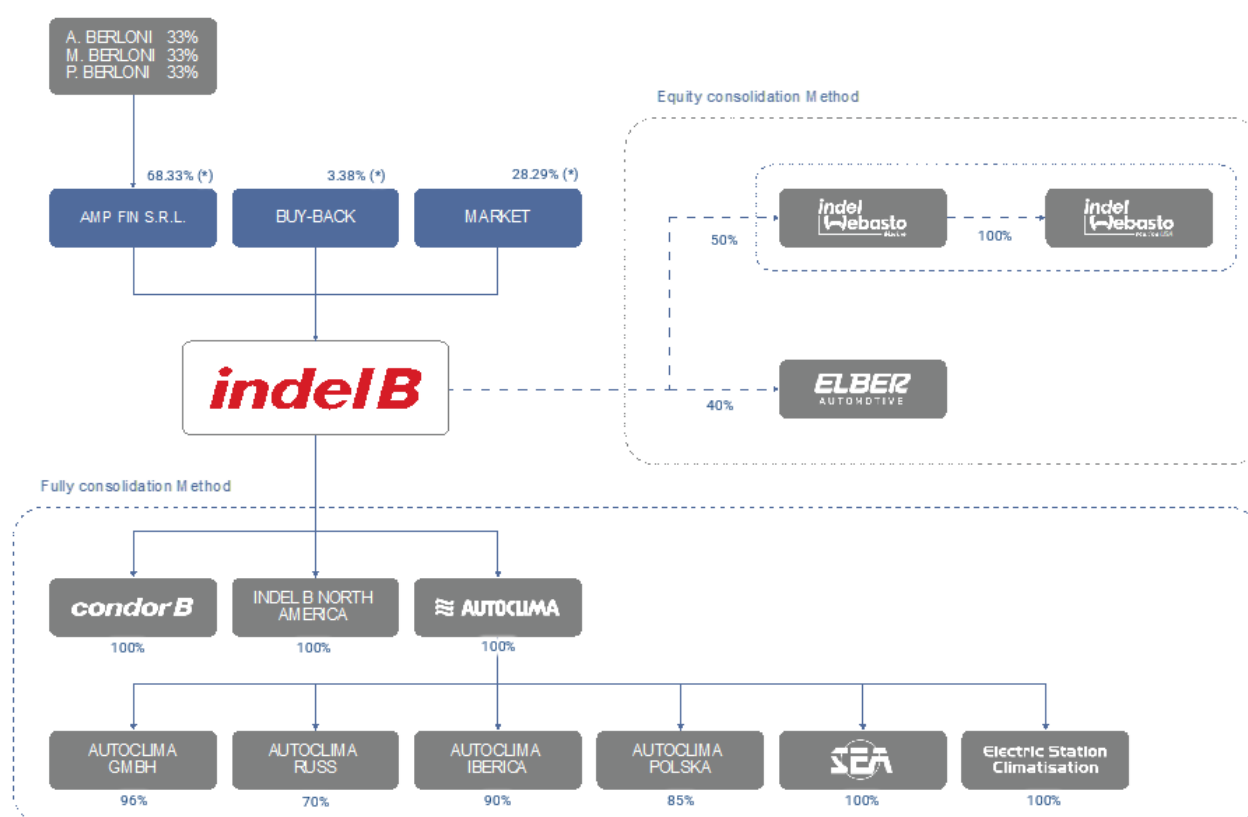 A. BERLONI 33%
M. BERLONI 33%
P. BERLONI 33%
Equity consolidation Method
68.33% (*)
3.38% (*)
28.29% (*)
AMP FIN S.R.L.
BUY-BACK
MARKET
indel
Webasto
50%
100%
indel
Webasto
indel B
ELBER
AUTOMOTIVE
40%
Fully consolidation Method
condor B
INDEL B NORTH
AMERICA
AUTOCLIMA
100%
100%
100%
AUTOCLIMA
GMBH
AUTOCLIMA
RUSS
AUTOCLIMA
IBERICA
AUTOCLIMA
POLSKA
SEA
Electric Station
Climatisation
96%
70%
90%
85%
100%
100%